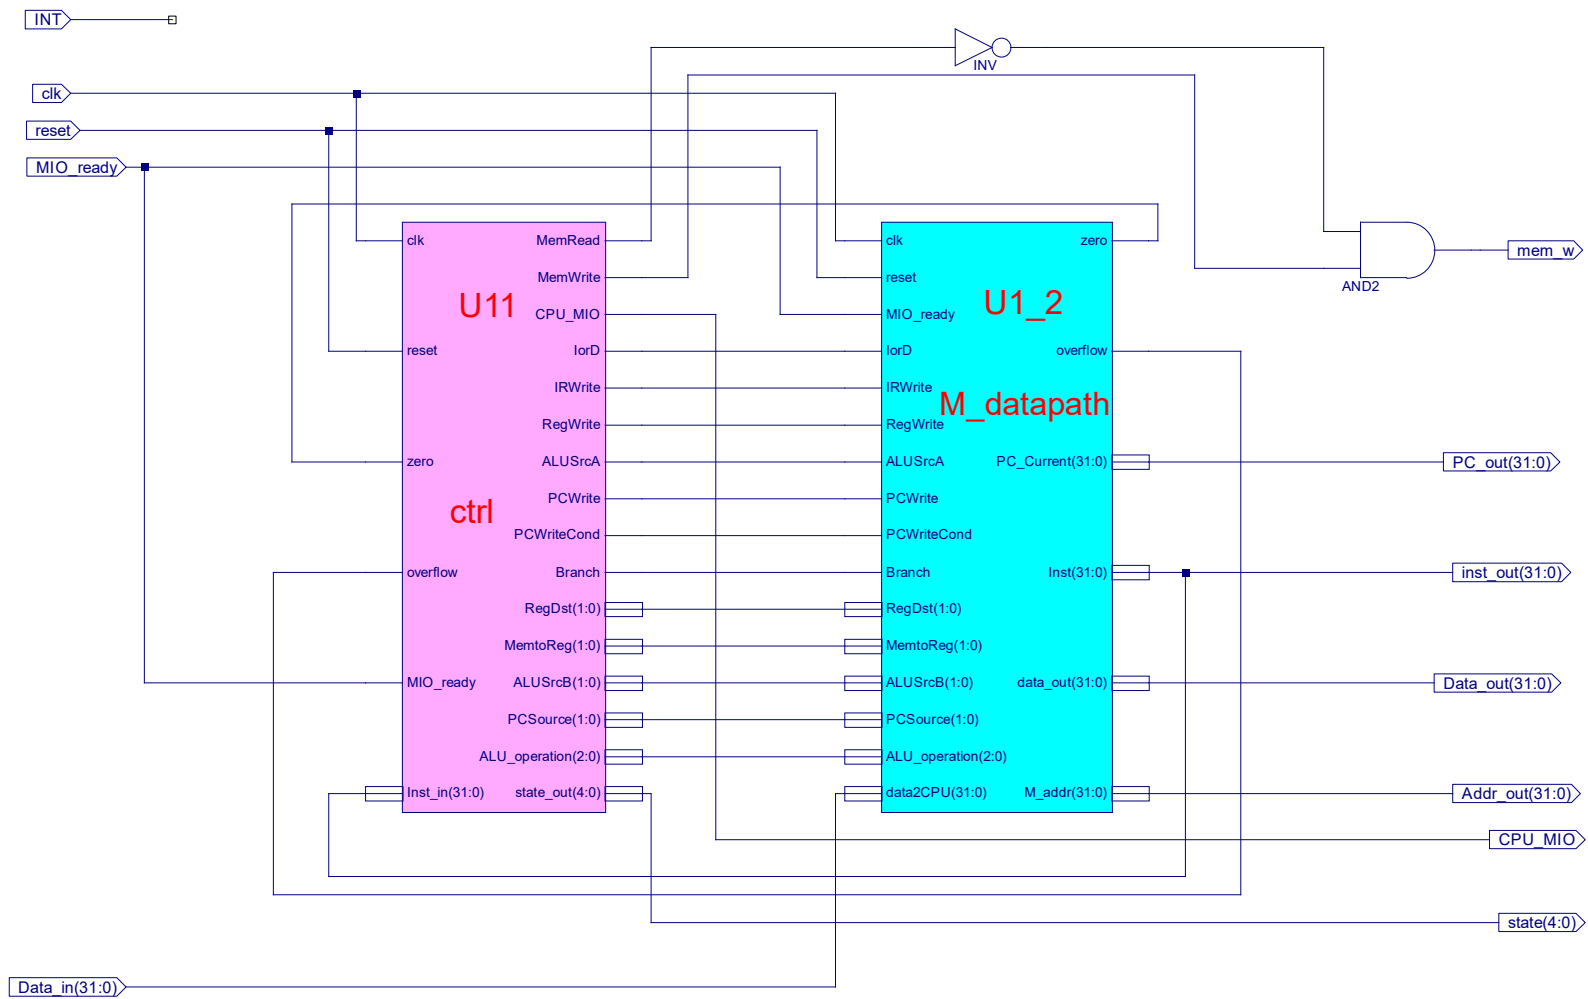 INT
INV
clk
reset
MIO_ready
clk
MemRead
clk
zero
mem_w
MemWrite
reset
AND2
U11
U1_2
CPU_MIO
MIO_ready
reset
IorD
IorD
overflow
IRWrite
IRWrite
M_datapath
RegWrite
RegWrite
zero
ALUSrcA
ALUSrcA
PC_Current(31:0)
PC_out(31:0)
PCWrite
PCWrite
ctrl
PCWriteCond
PCWriteCond
overflow
Branch
Branch
Inst(31:0)
inst_out(31:0)
RegDst(1:0)
RegDst(1:0)
MemtoReg(1:0)
MemtoReg(1:0)
MIO_ready
ALUSrcB(1:0)
ALUSrcB(1:0)
data_out(31:0)
Data_out(31:0)
PCSource(1:0)
PCSource(1:0)
ALU_operation(2:0)
ALU_operation(2:0)
Inst_in(31:0)
state_out(4:0)
data2CPU(31:0)
M_addr(31:0)
Addr_out(31:0)
CPU_MIO
state(4:0)
Data_in(31:0)